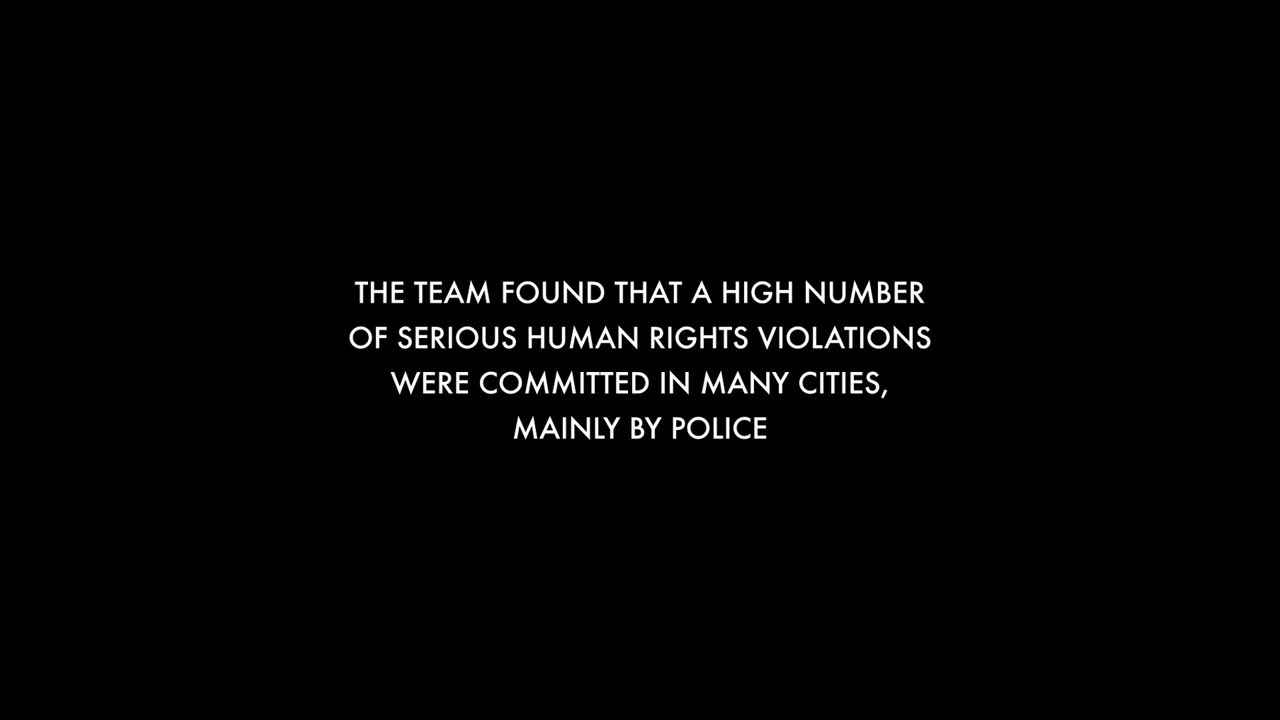 THE TEAM FOUND THAT A HIGH NUMBER
OF SERIOUS HUMAN RIGHTS VIOLATIONS
WERE COMMITTED IN MANY CITIES,
MAINLY BY POLICE